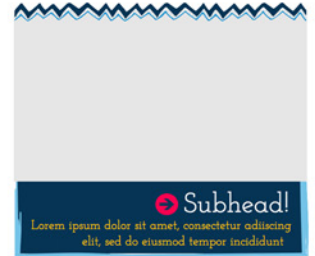 Subhead!
Lorem ipsum dolor sit amet, consectetur adiiscing
elit, sed do eiusmod tempor incididunt